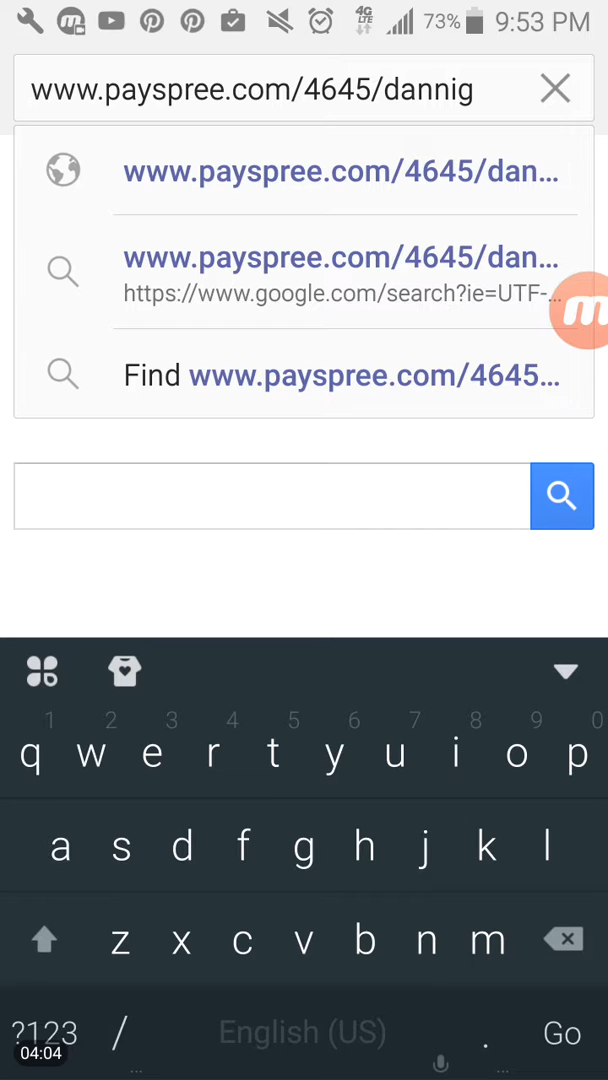 4G
LTE
73%
9:53 PM
www.payspree.com/4645/dannig
www.payspree.com/4645/dan...
www.payspree.com/4645/dan...
https://www.google.com/search?ie=UTF-...
Find www.payspree.com/4645...
1 2 3 4 5 6 7 8 9 0
q w e r t y u i o p
a s d f g h j k l
z x c v b n m
?123 / English (US) . Go
04:04